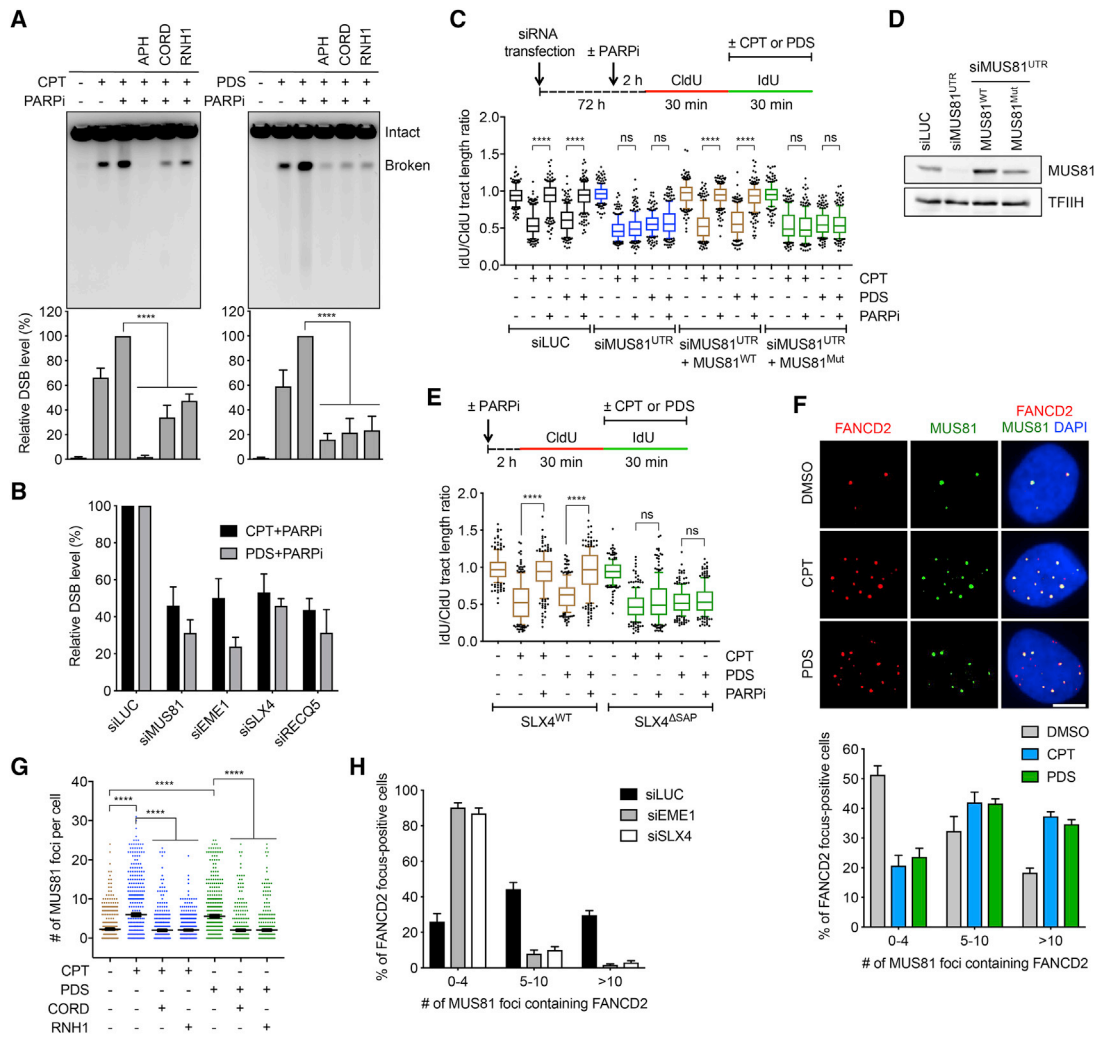 A
APH
CORD
RNH1
CPT - + + + + +
PARPi - - + + + +
APH
CORD
RNH1
PDS - + + + + +
PARPi - - + + + +
Intact
Broken
Relative DSB level (%)
120
100
80
60
40
20
0
****
120
100
80
60
40
20
0
****
B
Relative DSB level (%)
100
80
60
40
20
0
CPT+PARPi
PDS+PARPi
siLUC
siMUS81
siEME1
siSLX4
siRECQ5
C
siRNA
transfection
± PARPi
± CPT or PDS
2 h
CldU
IdU
72 h
30 min
30 min
IdU/CldU tract length ratio
2.0
1.5
1.0
0.5
0.0
**** **** ns ns **** **** ns ns
- + + - - - + + - - - + + - - - + + - - CPT
- - - + + - - - + + - - - + + - - - + + PDS
- - + - + - - + - + - - + - + - - + - + PARPi
siLUC
siMUS81UTR
siMUS81UTR
+ MUS81WT
siMUS81UTR
+ MUS81Mut
D
siMUS81UTR
siLUC
siMUS81UTR
MUS81WT
MUS81Mut
MUS81
TFIIH
E
± PARPi
± CPT or PDS
CldU
IdU
2 h
30 min
30 min
IdU/CldU tract length ratio
2.0
1.5
1.0
0.5
0.0
**** **** ns ns
- + + - - - + + - - CPT
- - - + + - - - + + PDS
- - + - + - - + - + PARPi
SLX4WT
SLX4ΔSAP
F
FANCD2
MUS81
FANCD2
MUS81 DAPI
DMSO
CPT
PDS
DMSO
CPT
PDS
% of FANCD2 focus-positive cells
60
50
40
30
20
10
0
0-4
5-10
>10
# of MUS81 foci containing FANCD2
G
# of MUS81 foci per cell
40
30
20
10
0
****
****
****
****
CPT - + + + - - -
PDS - - - - + + +
CORD - - + - - + -
RNH1 - - - + - - +
H
% of FANCD2 focus-positive cells
100
80
60
40
20
0
siLUC
siEME1
siSLX4
0-4
5-10
>10
# of MUS81 foci containing FANCD2